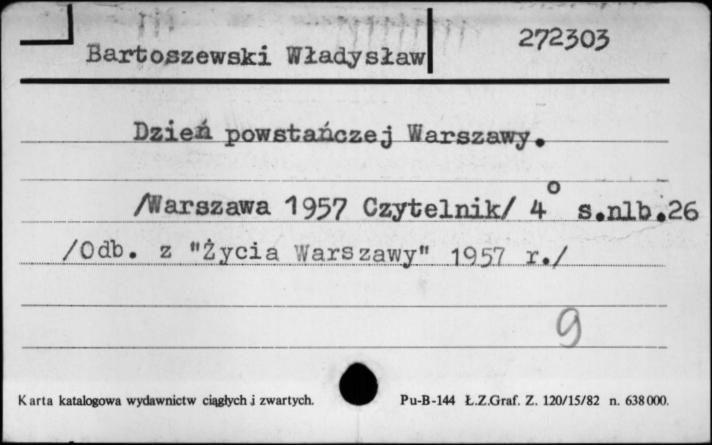 Bartoszewski Władysław 272303
Dzień powstańczej Warszawy.
/Warszawa 1957 Czytelnik/ 4° s.nlb.26
/Odb. z "Życia Warszawy" 1957 r./
9
Karta katalogowa wydawnictw ciągłych i zwartych. Pu-B-144 Ł.Z.Graf. Z. 120/15/82 n. 638000.